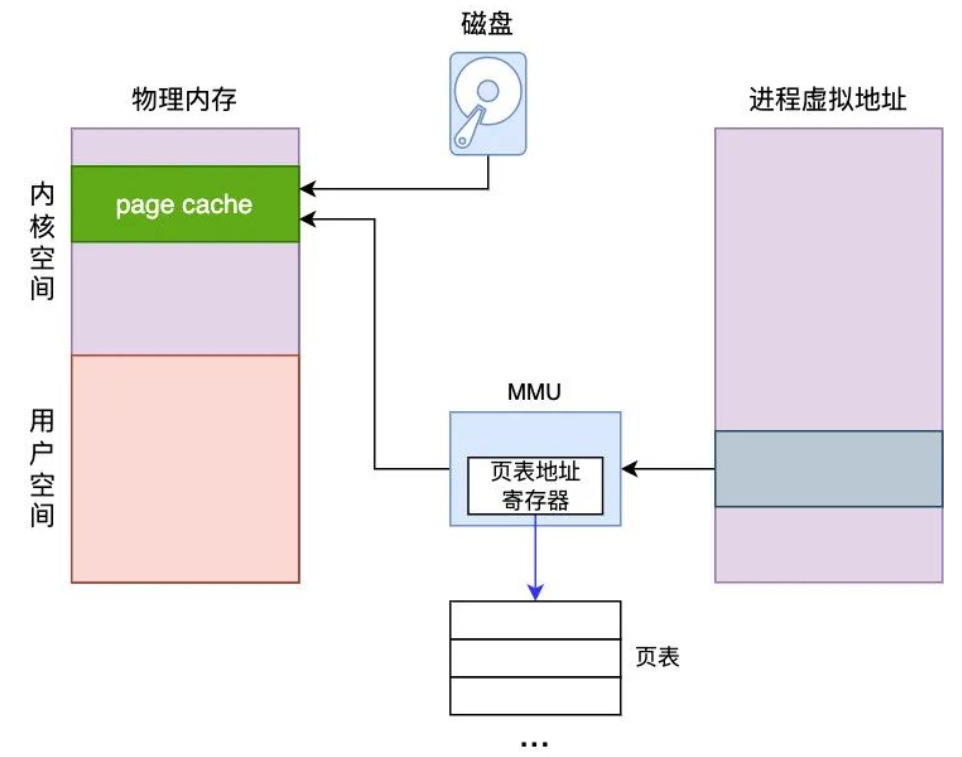 磁盘
物理内存
进程虚拟地址
内核空间
page cache
用户空间
MMU
页表地址
寄存器
页表
...